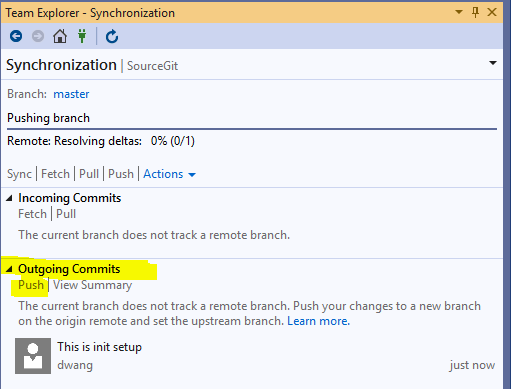 Team Explorer - Synchronization
Synchronization | SourceGit
Branch: master
Pushing branch
Remote: Resolving deltas:   0% (0/1)
Sync | Fetch | Pull | Push | Actions
Incoming Commits
Fetch | Pull
The current branch does not track a remote branch.
Outgoing Commits
Push | View Summary
The current branch does not track a remote branch. Push your changes to a new branch
on the origin remote and set the upstream branch. Learn more.
This is init setup
dwang just now